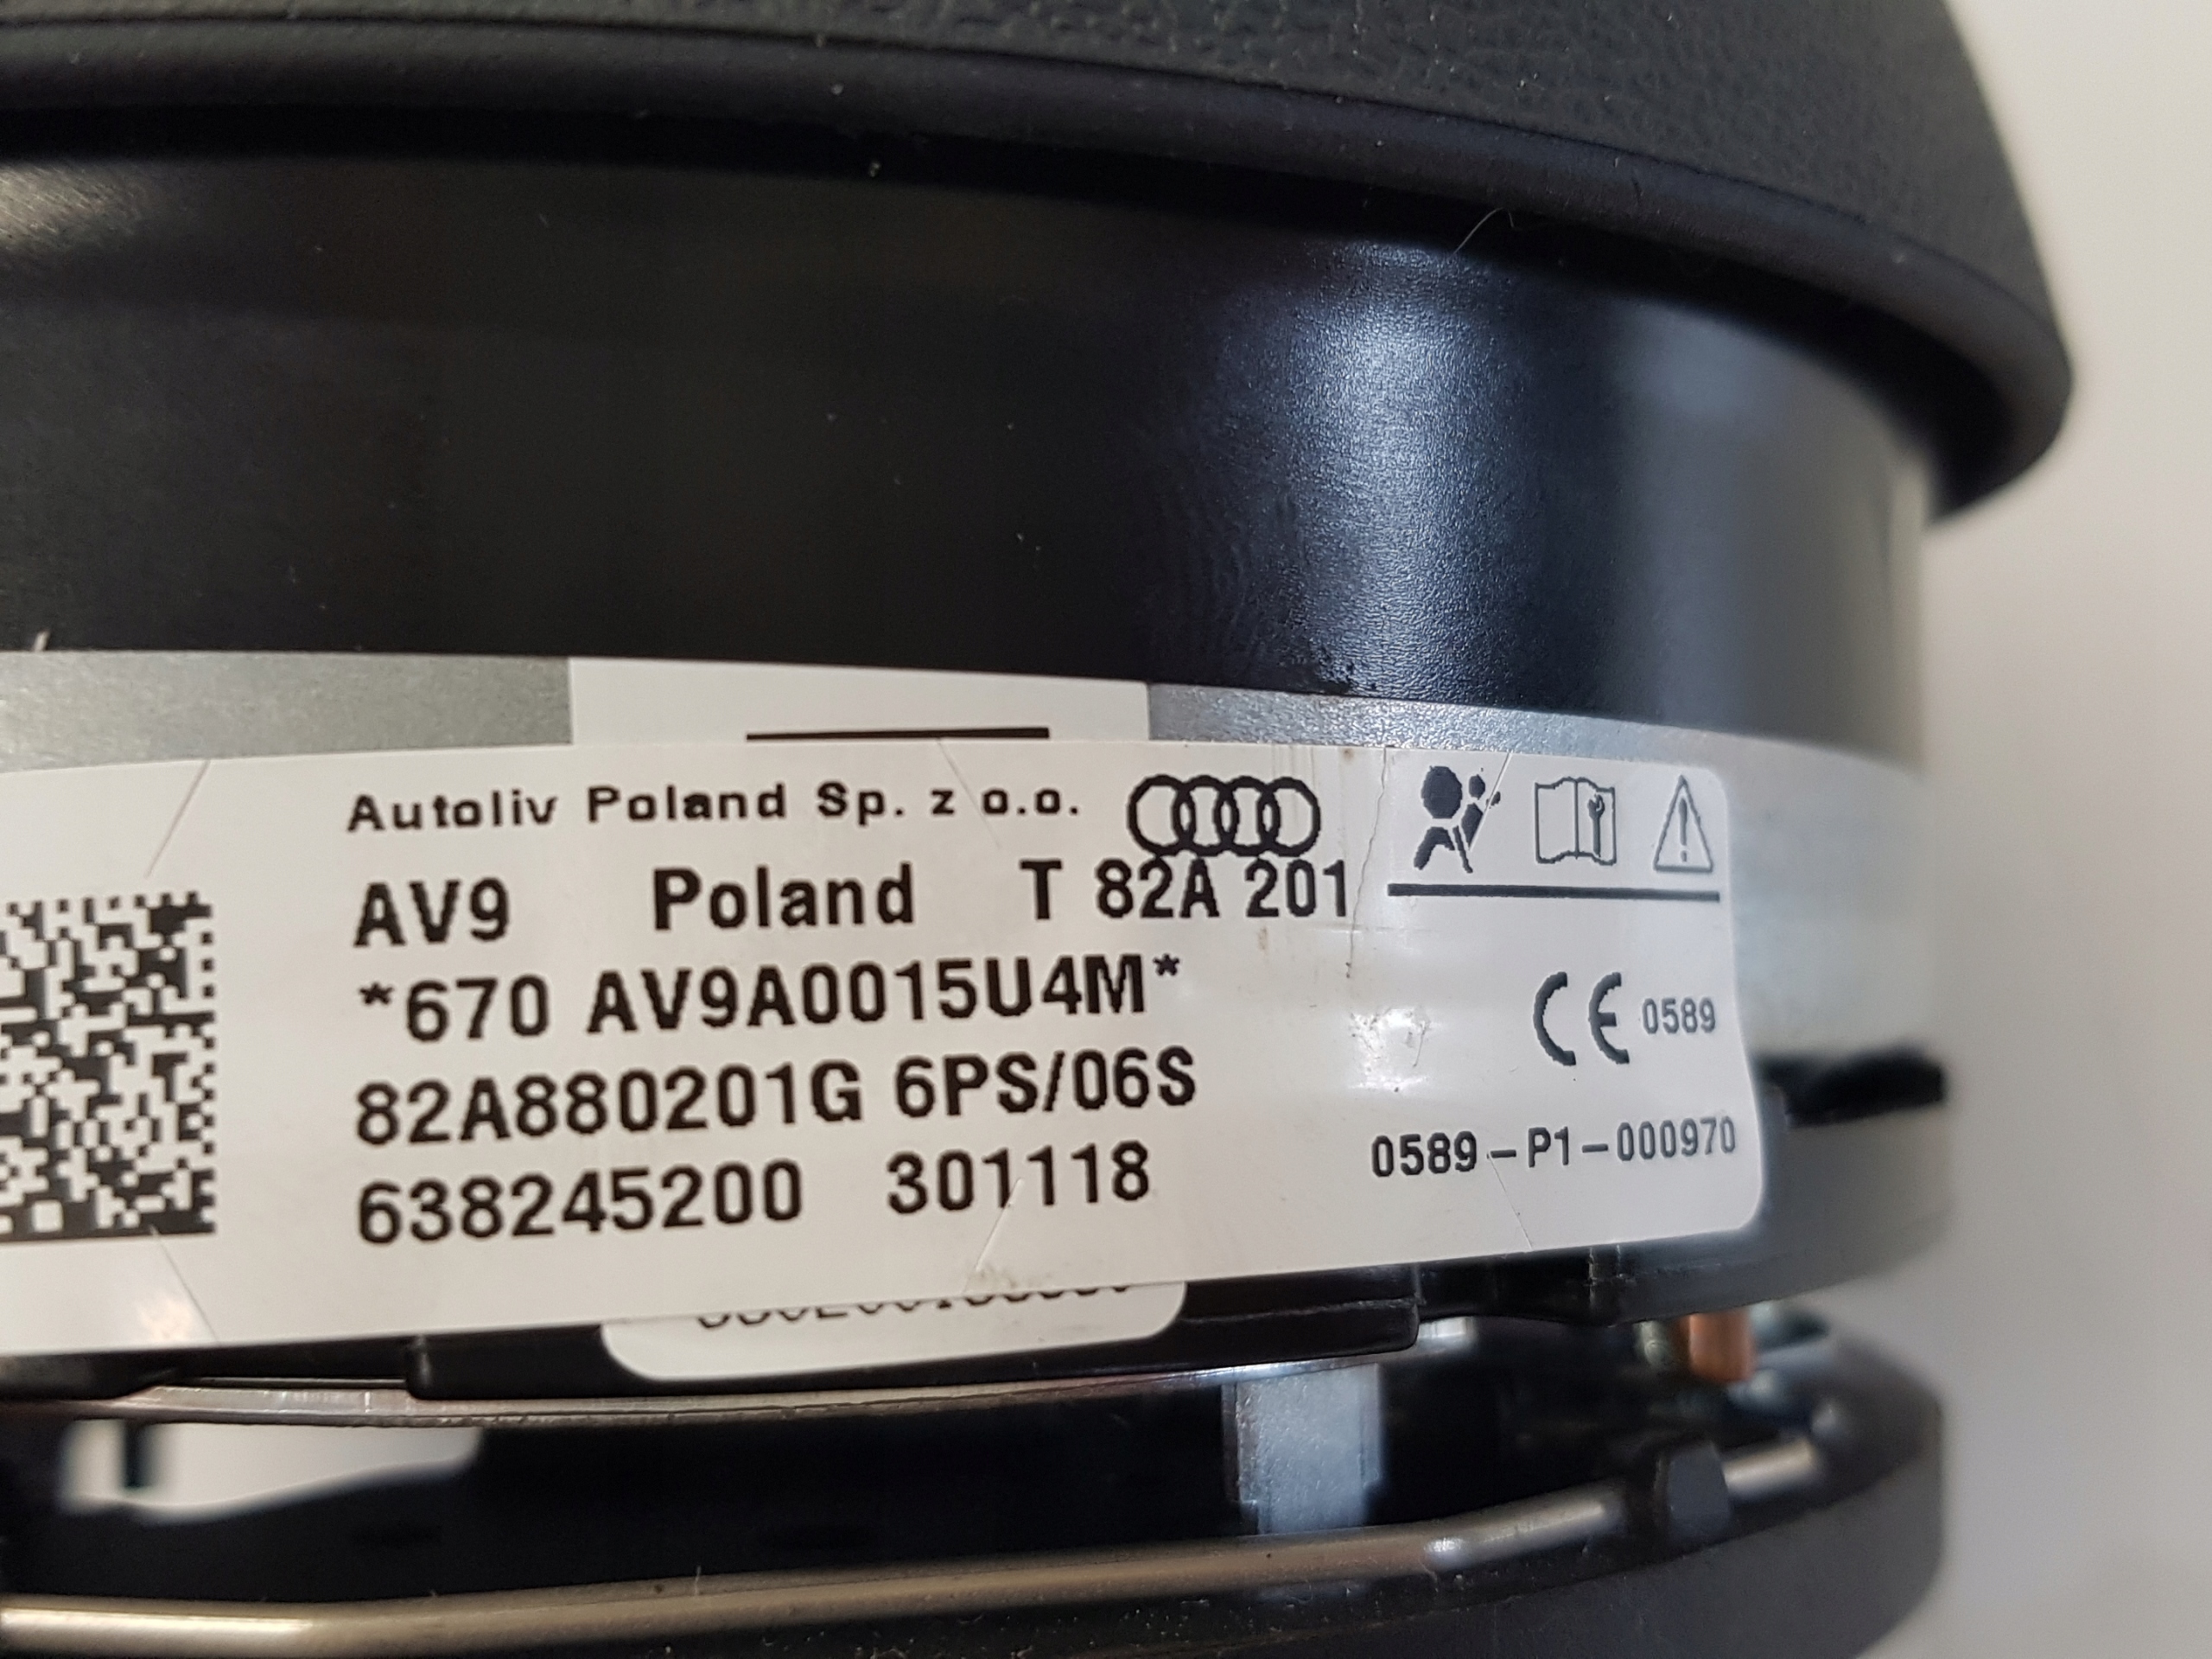 Autoliv Poland Sp. z o.o.
AV9 Poland T 82A 201
*670 AV9A0015U4M*
82A880201G 6PS/06S
638245200 301118
CE 0589
0589-P1-000970